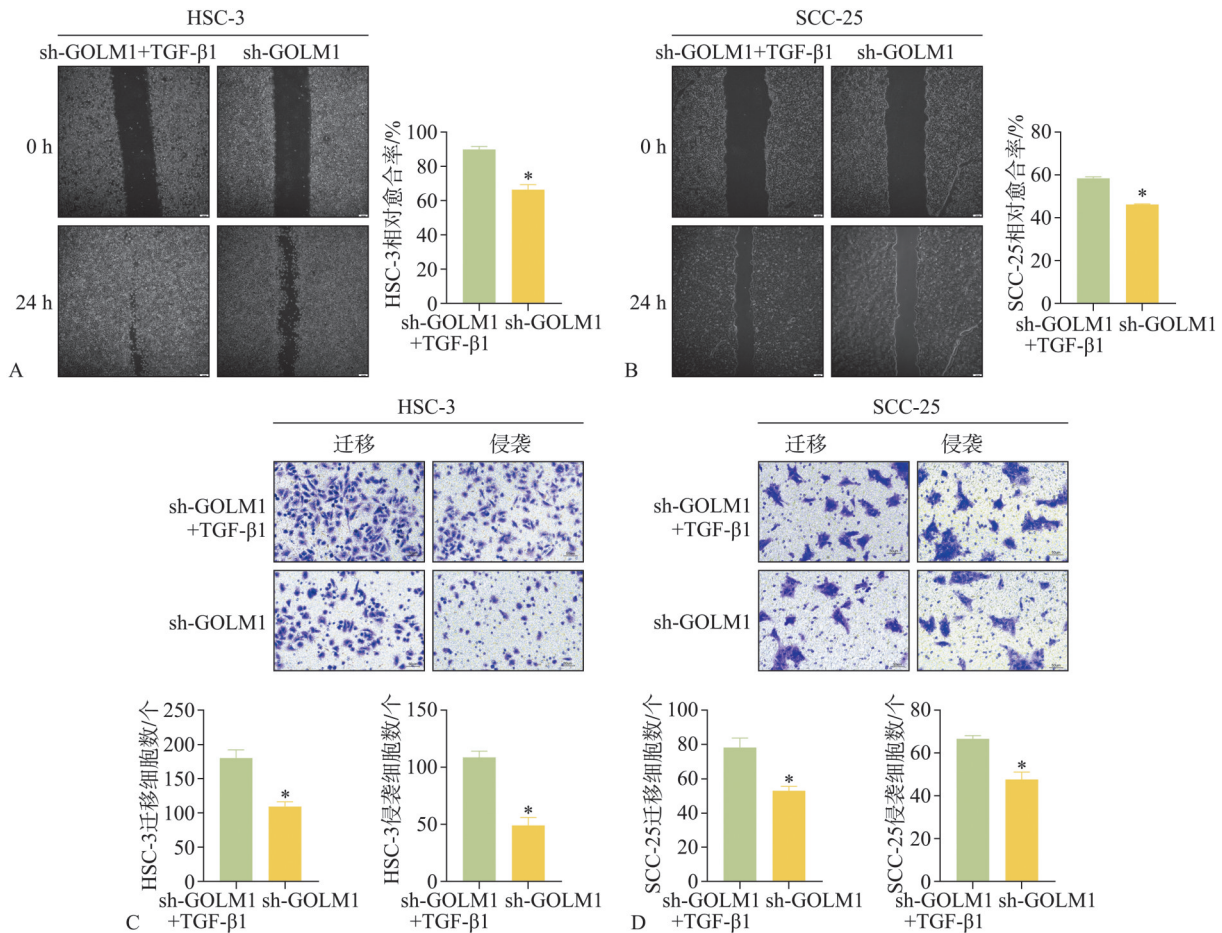 HSC-3
sh-GOLM1+TGF-β1 sh-GOLM1
0 h
24 h
HSC-3相对愈合率/%
100
80
60
40
20
0
*
sh-GOLM1
+TGF-β1
sh-GOLM1
A
SCC-25
sh-GOLM1+TGF-β1 sh-GOLM1
0 h
24 h
SCC-25相对愈合率/%
80
60
40
20
0
*
sh-GOLM1
+TGF-β1
sh-GOLM1
B
HSC-3
迁移 侵袭
sh-GOLM1
+TGF-β1
sh-GOLM1
HSC-3迁移细胞数/个
250
200
150
100
50
0
*
sh-GOLM1
+TGF-β1
sh-GOLM1
HSC-3侵袭细胞数/个
150
100
50
0
*
sh-GOLM1
+TGF-β1
sh-GOLM1
C
SCC-25
迁移 侵袭
sh-GOLM1
+TGF-β1
sh-GOLM1
SCC-25迁移细胞数/个
100
80
60
40
20
0
*
sh-GOLM1
+TGF-β1
sh-GOLM1
SCC-25侵袭细胞数/个
80
60
40
20
0
*
sh-GOLM1
+TGF-β1
sh-GOLM1
D